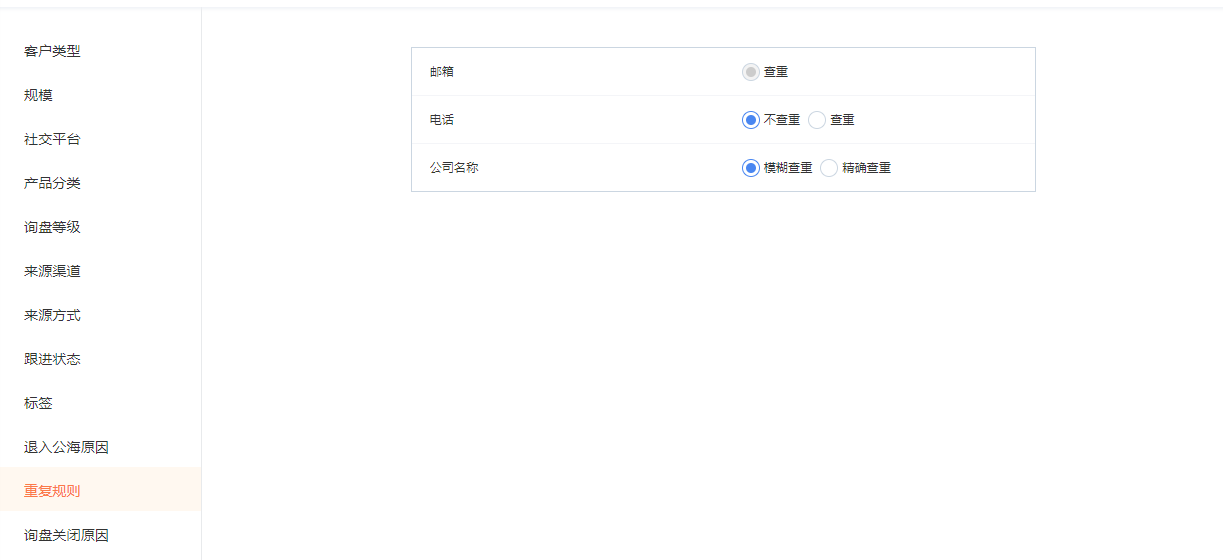 客户类型
规模
社交平台
产品分类
询盘等级
来源渠道
来源方式
跟进状态
标签
退入公海原因
重复规则
询盘关闭原因
邮箱 查重
电话 不查重 查重
公司名称 模糊查重 精确查重